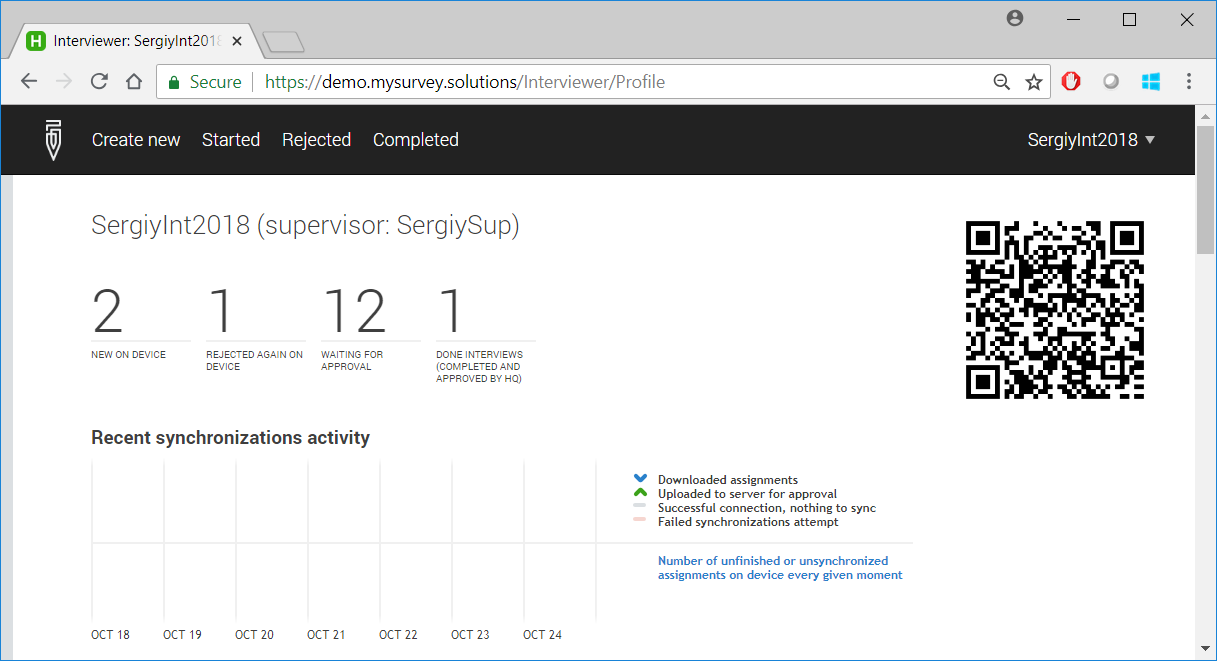 H Interviewer: SergiyInt2018
Secure https://demo.mysurvey.solutions/Interviewer/Profile
Create new Started Rejected Completed SergiyInt2018
SergiyInt2018 (supervisor: SergiySup)
2 1 12 1
NEW ON DEVICE REJECTED AGAIN ON WAITING FOR DONE INTERVIEWS
DEVICE APPROVAL (COMPLETED AND
APPROVED BY HQ)
Recent synchronizations activity
Downloaded assignments
Uploaded to server for approval
Successful connection, nothing to sync
Failed synchronizations attempt
Number of unfinished or unsynchronized
assignments on device every given moment
OCT 18 OCT 19 OCT 20 OCT 21 OCT 22 OCT 23 OCT 24